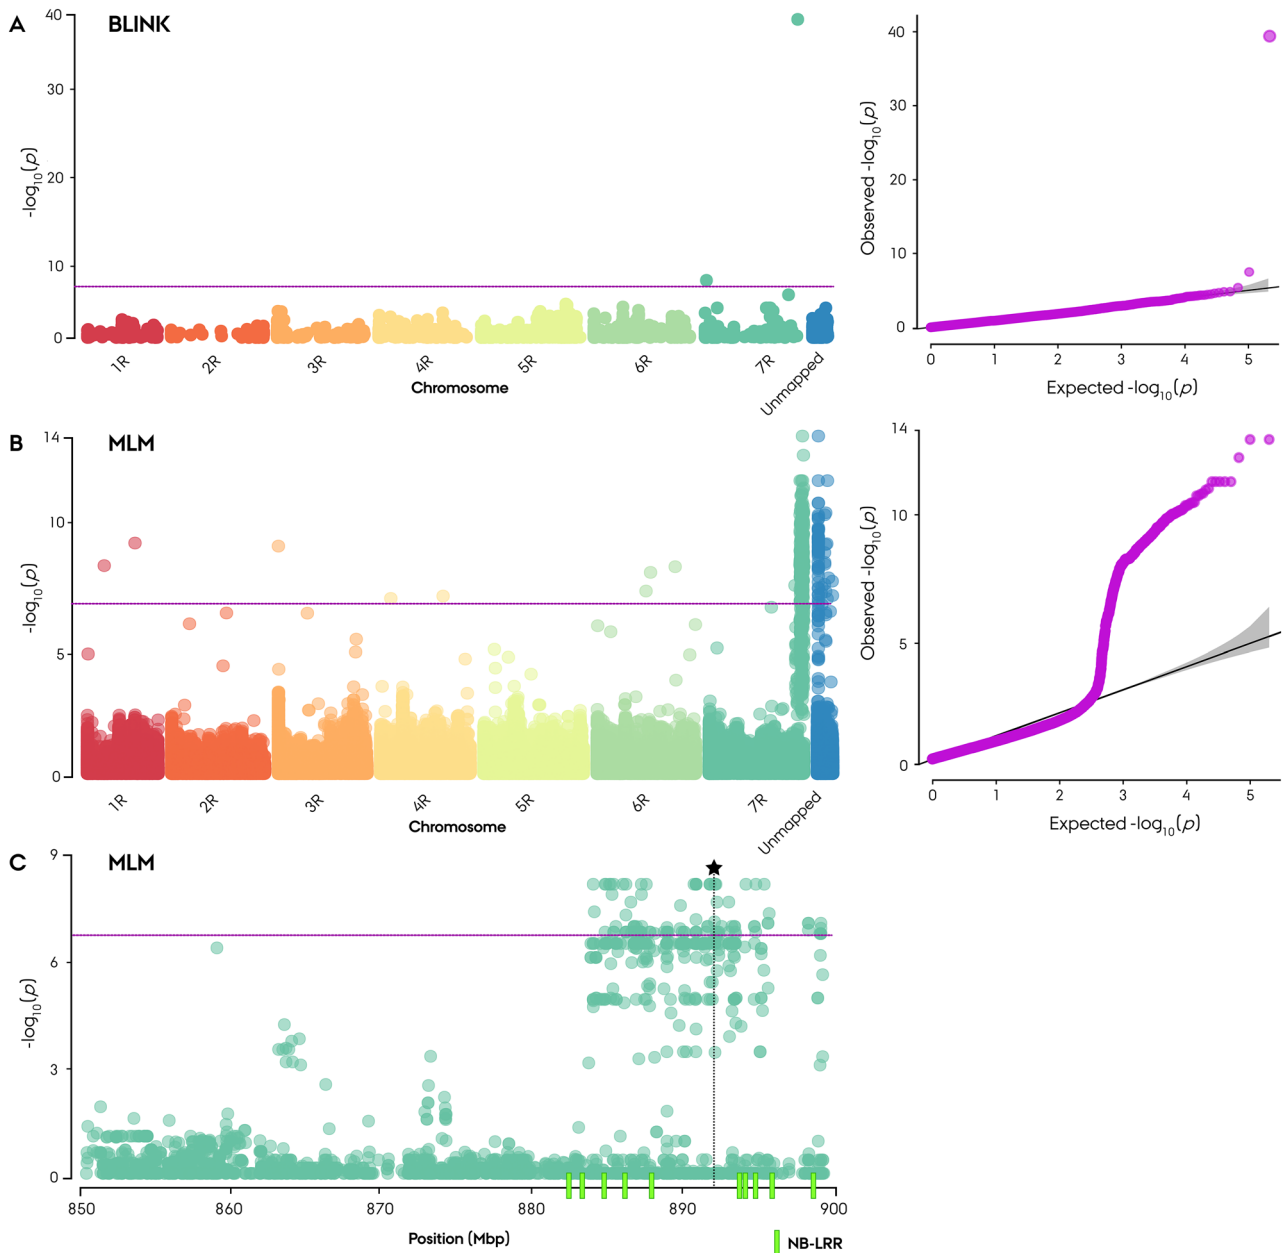 A BLINK
40
30
20
10
0
-log10(p)
1R 2R 3R 4R 5R 6R 7R Unmapped
Chromosome
40
30
20
10
0
Observed -log10(p)
0 1 2 3 4 5
Expected -log10(p)
B MLM
14
10
5
0
-log10(p)
1R 2R 3R 4R 5R 6R 7R Unmapped
Chromosome
14
10
5
0
Observed -log10(p)
0 1 2 3 4 5
Expected -log10(p)
C MLM
9
6
3
0
-log10(p)
850 860 870 880 890 900
Position (Mbp)
NB-LRR